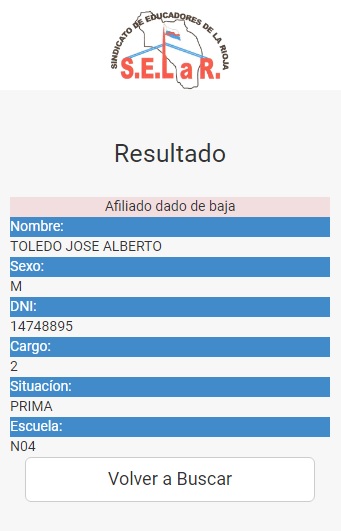 SINDICATO DE EDUCADORES DE LA RIOJA
S.E.L a R.
Resultado
Afiliado dado de baja
Nombre:
TOLEDO JOSE ALBERTO
Sexo:
M
DNI:
14748895
Cargo:
2
Situacion:
PRIMA
Escuela:
N04
Volver a Buscar